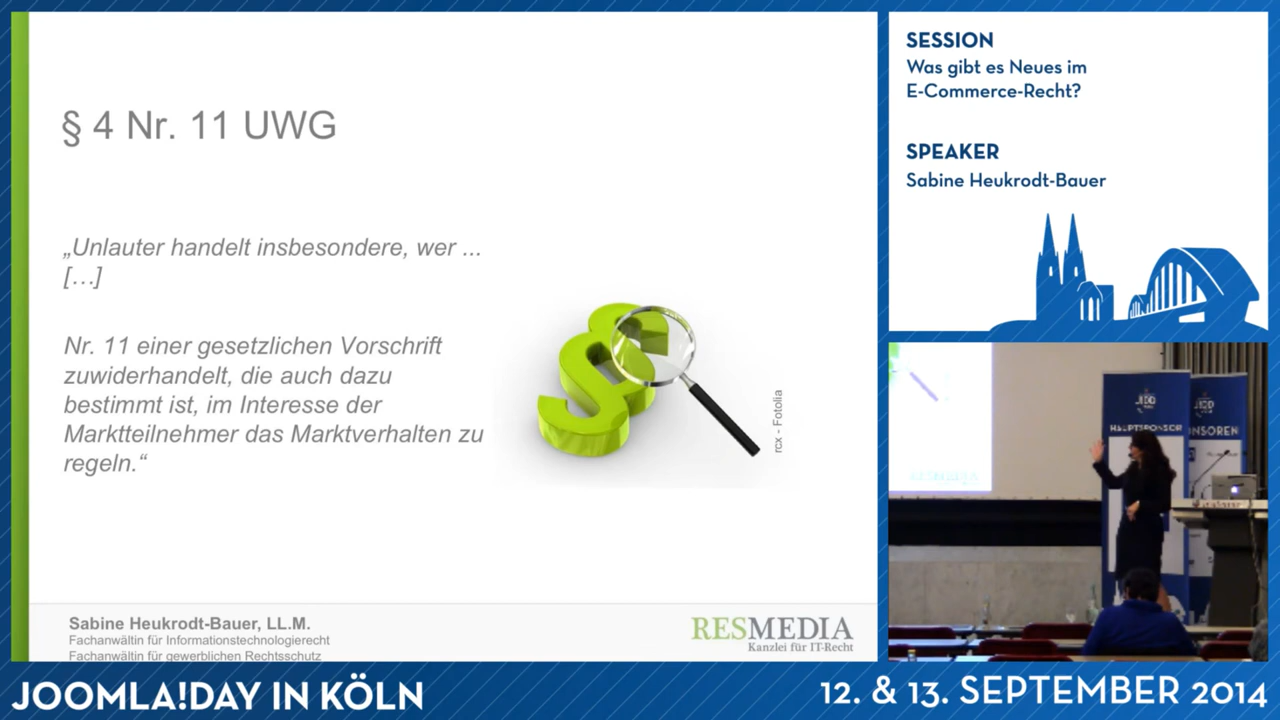 § 4 Nr. 11 UWG
„Unlauter handelt insbesondere, wer ...
[…]
Nr. 11 einer gesetzlichen Vorschrift
zuwiderhandelt, die auch dazu
bestimmt ist, im Interesse der
Marktteilnehmer das Marktverhalten zu
regeln.“
rcx - Fotolia
Sabine Heukrodt-Bauer, LL.M.
Fachanwältin für Informationstechnologierecht
Fachanwältin für gewerblichen Rechtsschutz
RESMEDIA
Kanzlei für IT-Recht
SESSION
Was gibt es Neues im
E-Commerce-Recht?
SPEAKER
Sabine Heukrodt-Bauer
HAUPTSPONSOR
NSOREN
RESMEDIA
JOOMLA!DAY IN KÖLN
12. & 13. SEPTEMBER 2014